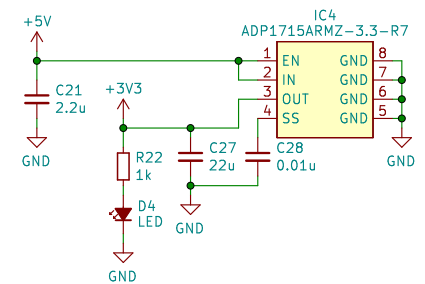 +5V
IC4
ADP1715ARMZ-3.3-R7
1 EN GND 8
2 IN GND 7
3 OUT GND 6
4 SS GND 5
C21
2.2u
GND
+3V3
R22
1k
D4
LED
GND
C27
22u
GND
C28
0.01u
GND